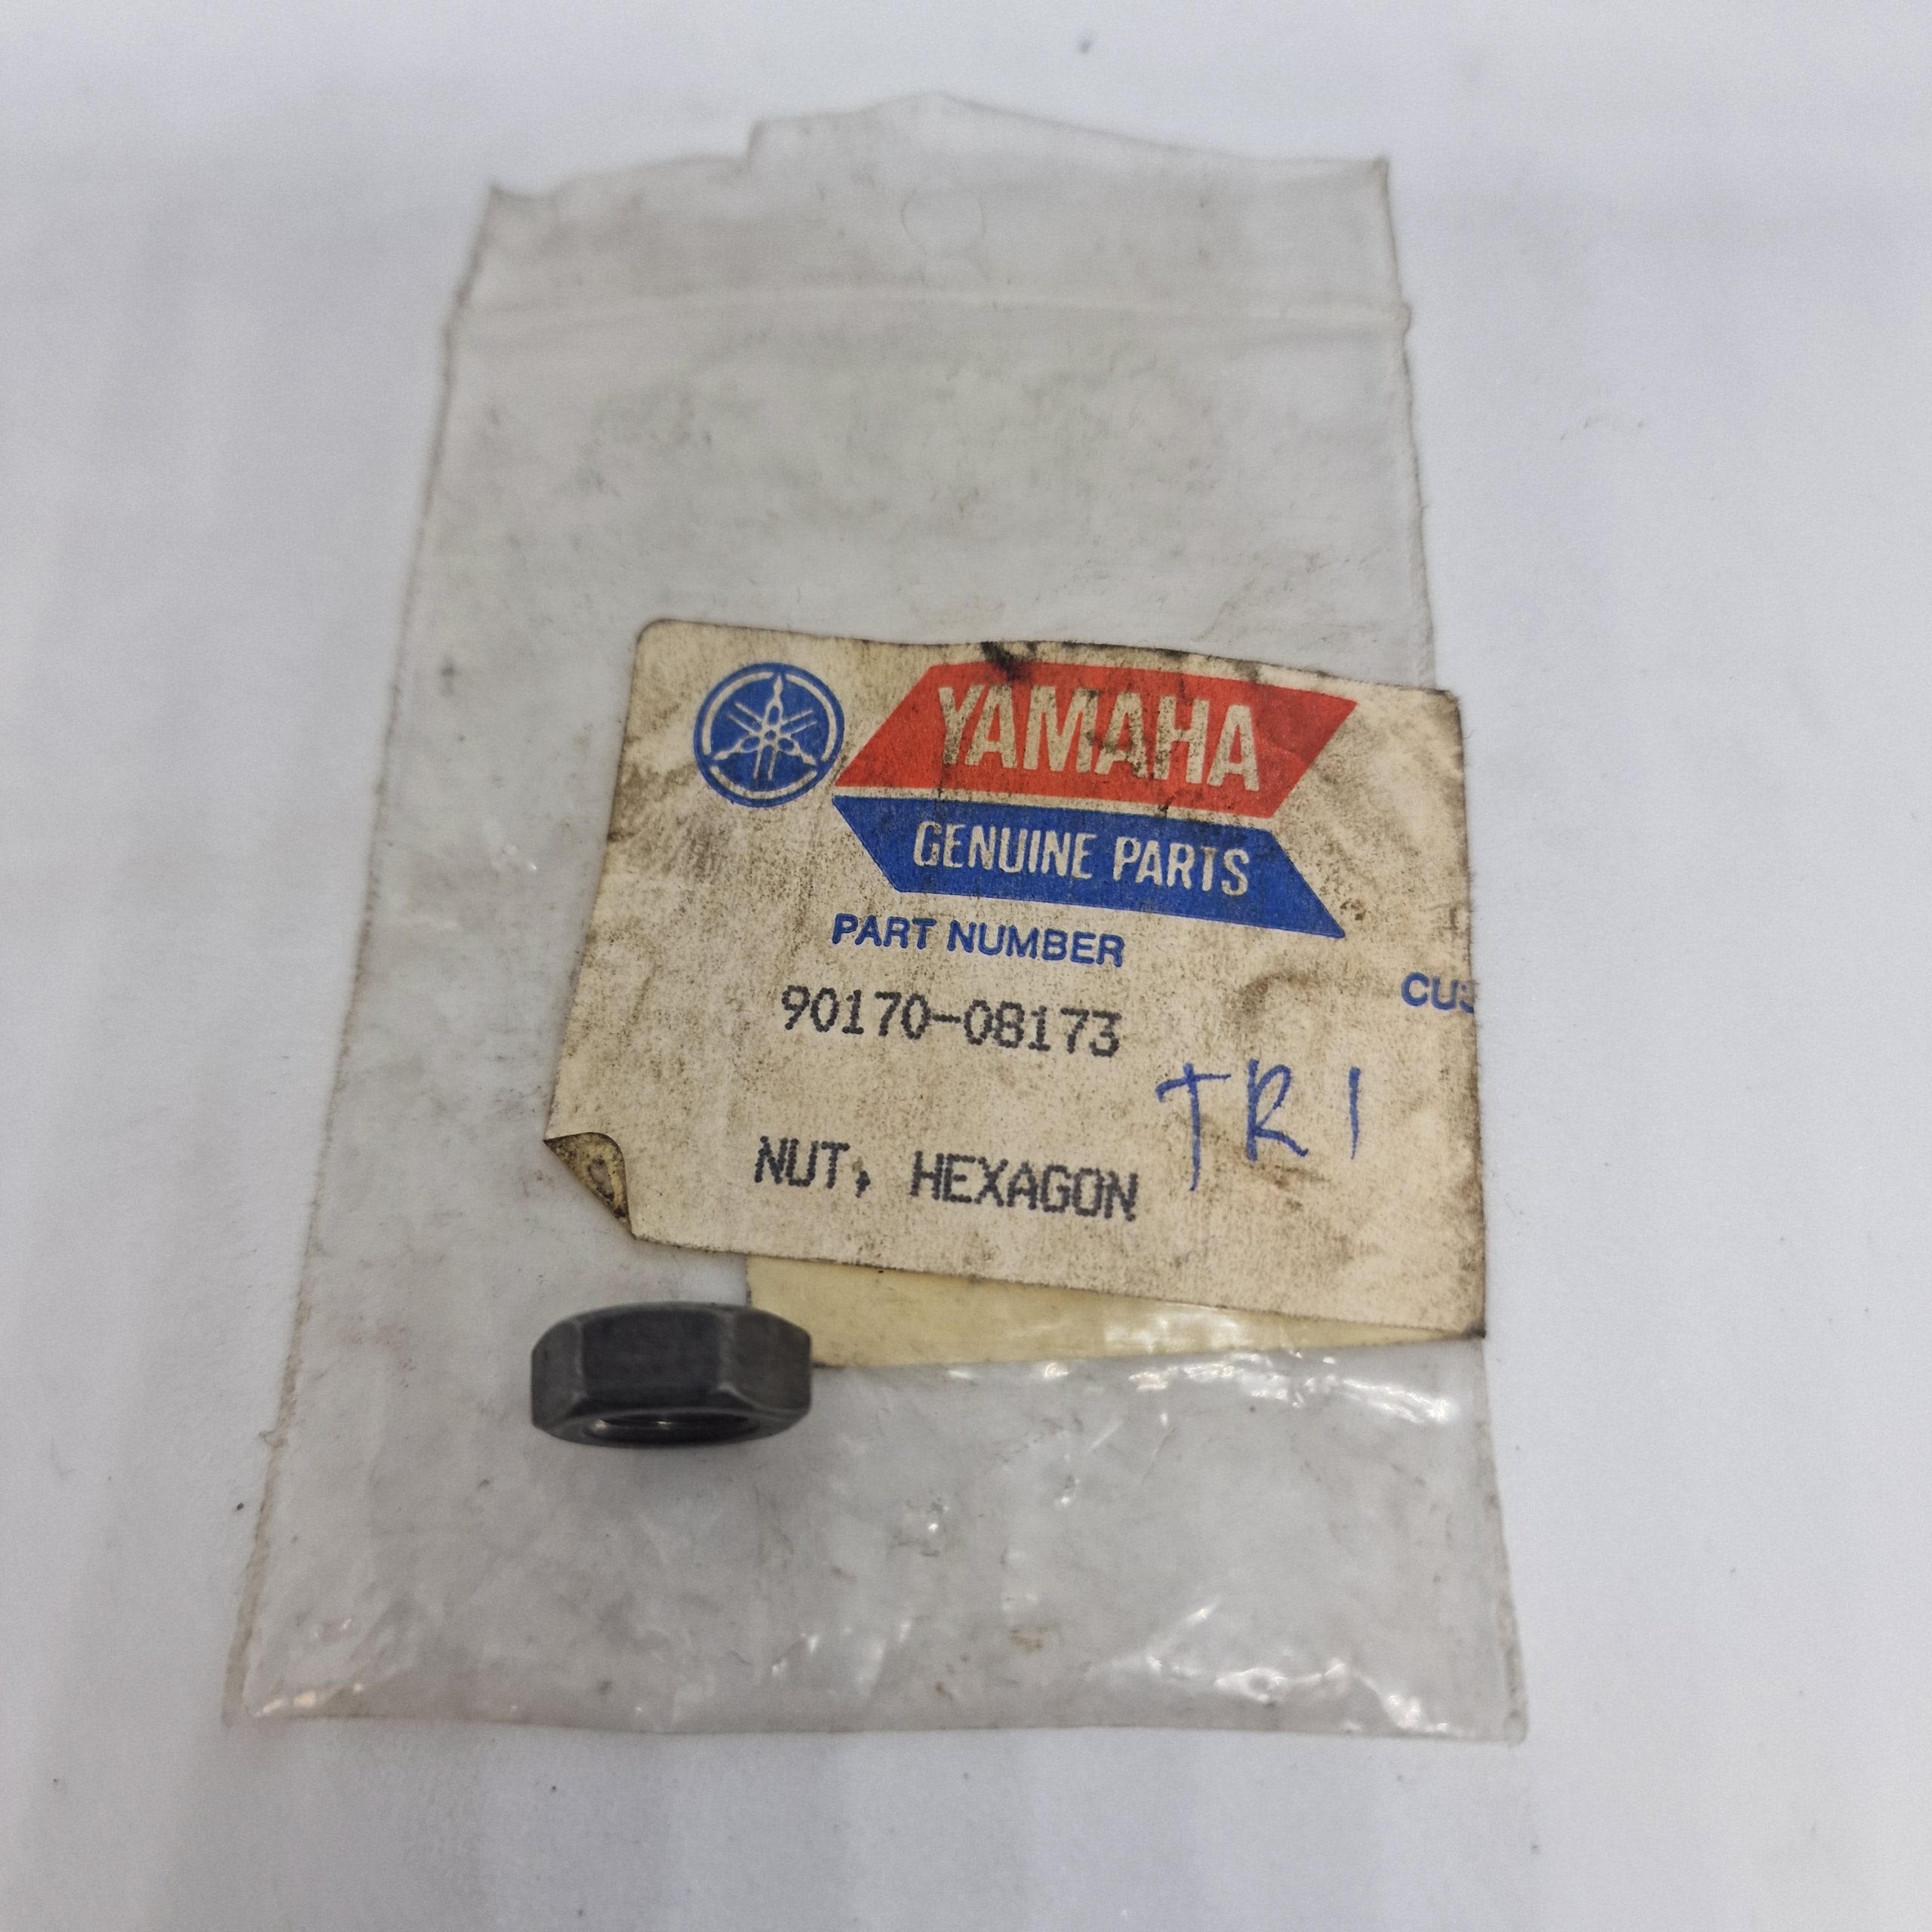 YAMAHA
GENUINE PARTS
PART NUMBER
90170-08173
CUS
TR1
NUT, HEXAGON